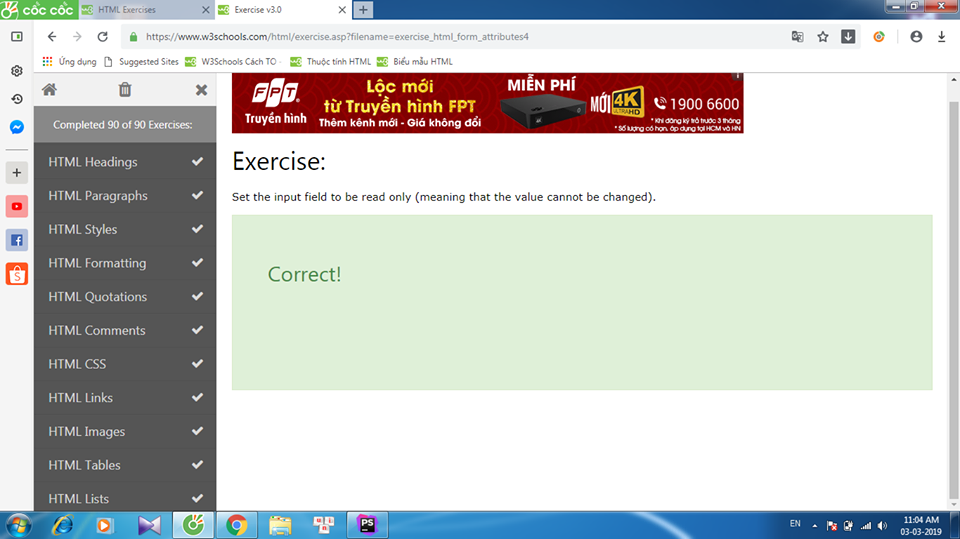 cốc cốc
HTML Exercises
Exercise v3.0
https://www.w3schools.com/html/exercise.asp?filename=exercise_html_form_attributes4
Ứng dụng
Suggested Sites
W3Schools Cách TO
Thuộc tính HTML
Biểu mẫu HTML
FPT
Truyền hình
Lộc mới
từ Truyền hình FPT
Thêm kênh mới - Giá không đổi
MIỄN PHÍ
MỚI 4K
ULTRAHD
1900 6600
* Khi đăng ký trả trước 3 tháng
* Số lượng có hạn, áp dụng tại HCM và HN
Completed 90 of 90 Exercises:
HTML Headings
HTML Paragraphs
HTML Styles
HTML Formatting
HTML Quotations
HTML Comments
HTML CSS
HTML Links
HTML Images
HTML Tables
HTML Lists
Exercise:
Set the input field to be read only (meaning that the value cannot be changed).
Correct!
PS
EN
11:04 AM
03-03-2019